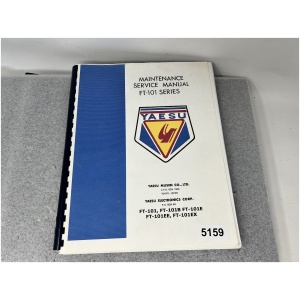 MAINTENANCE
SERVICE MANUAL
FT-101 SERIES
YAESU
YAESU MUSEN CO., LTD.
YAESU ELECTRONICS CORP.
FT-101, FT-101B FT-101E
FT-101EE, FT-101EX
5159